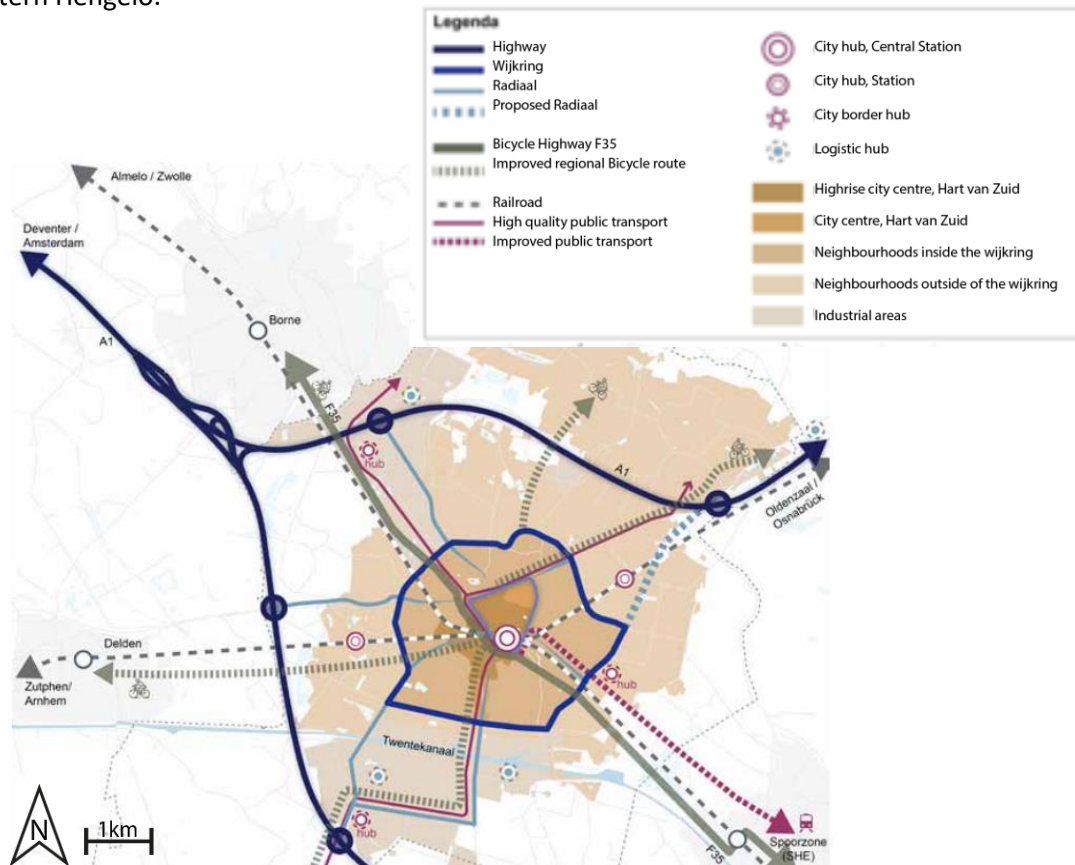 tern Hengelo.
Legenda
Highway
Wijkring
Radiaal
Proposed Radiaal
Bicycle Highway F35
Improved regional Bicycle route
Railroad
High quality public transport
Improved public transport
City hub, Central Station
City hub, Station
City border hub
Logistic hub
Highrise city centre, Hart van Zuid
City centre, Hart van Zuid
Neighbourhoods inside the wijkring
Neighbourhoods outside of the wijkring
Industrial areas
Almelo / Zwolle
Deventer /
Amsterdam
Borne
A1
F35
hub
A1
Oldenzaal /
Osnabrück
Delden
Zutphen/
Arnhem
hub
Twentekanaal
hub
N
1km
F35
Spoorzone
(SHE)